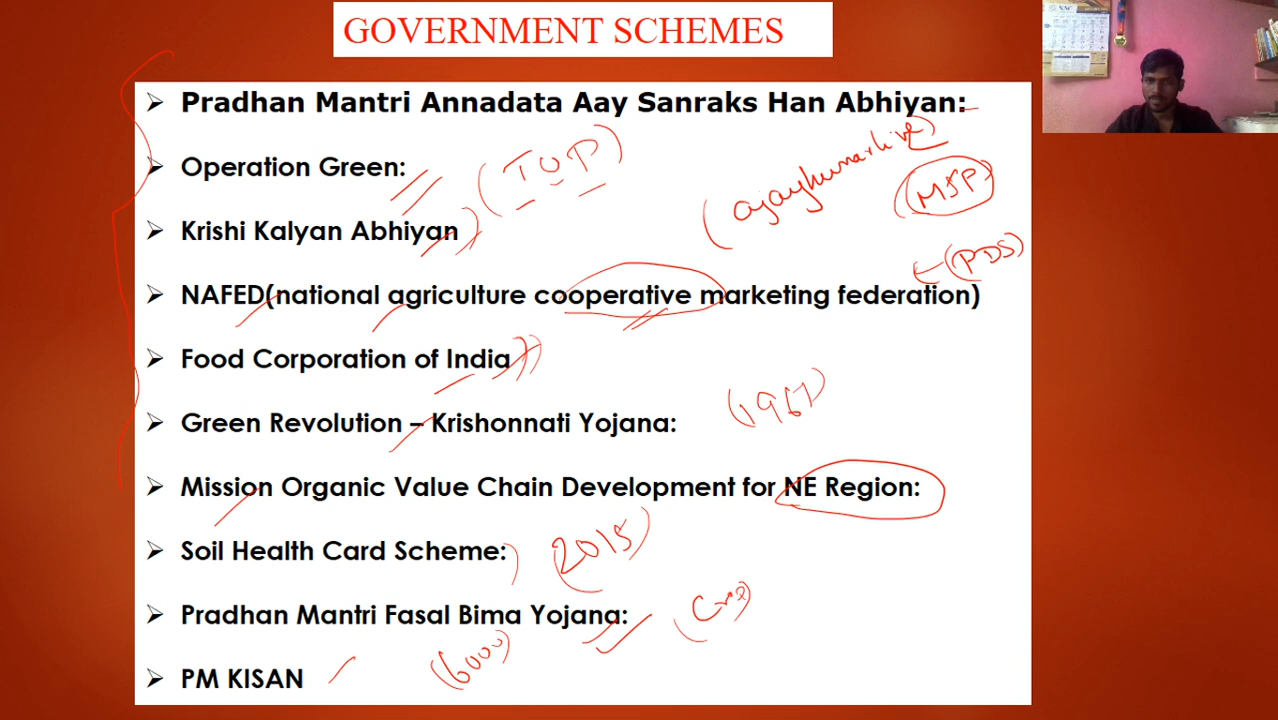 GOVERNMENT SCHEMES
➢ Pradhan Mantri Annadata Aay Sanraks Han Abhiyan:
➢ Operation Green: (TOP)
(ajaykumarlive)
MSP
➢ Krishi Kalyan Abhiyan
(PDS)
➢ NAFED(national agriculture cooperative marketing federation)
➢ Food Corporation of India
➢ Green Revolution – Krishonnati Yojana: (1967)
➢ Mission Organic Value Chain Development for NE Region:
➢ Soil Health Card Scheme: (2015)
➢ Pradhan Mantri Fasal Bima Yojana:
➢ PM KISAN (6000)